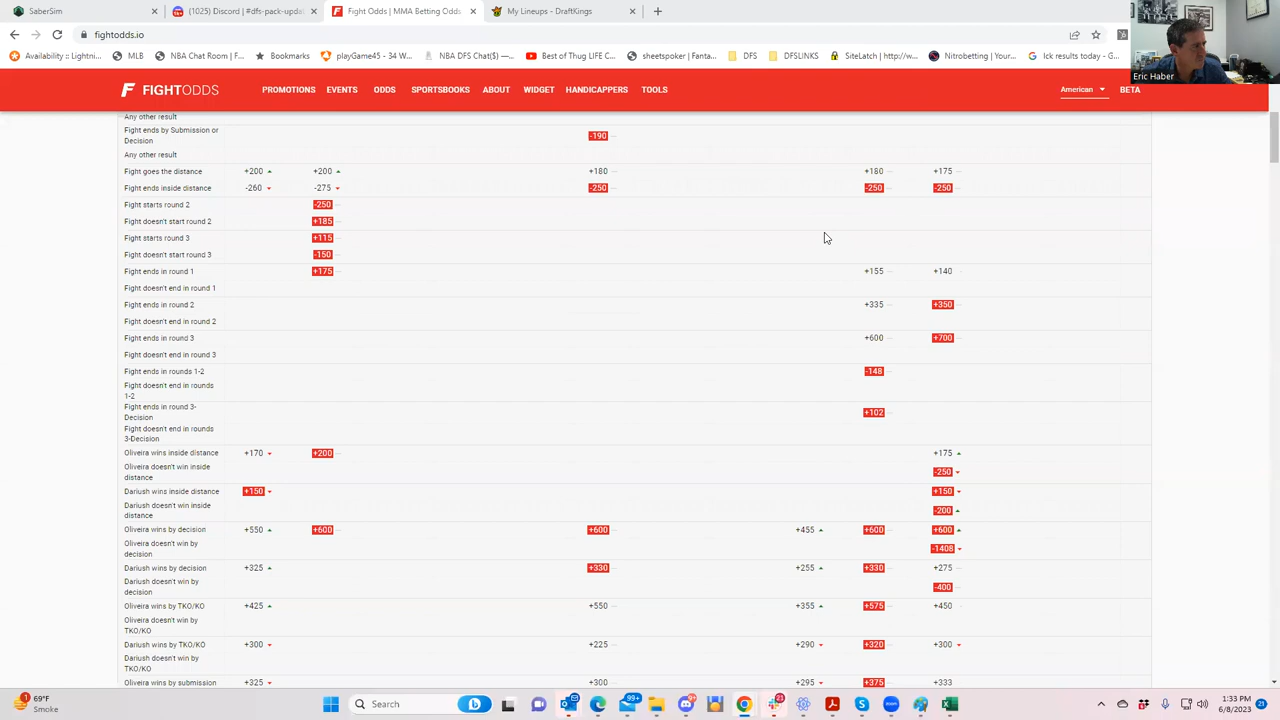 SaberSim
(1025) Discord | #dfs-pack-updat
Fight Odds | MMA Betting Odds
My Lineups - DraftKings
fightodds.io
Availability :: Lightni...
MLB
NBA Chat Room | F...
Bookmarks
playGame45 - 34 W...
NBA DFS Chat($) —...
Best of Thug LIFE C...
sheetspoker | Fanta...
DFS
DFSLINKS
SiteLatch | http://w...
Nitrobetting | Your...
Ick results today - G...
Eric Haber
FIGHTODDS
PROMOTIONS EVENTS ODDS SPORTSBOOKS ABOUT WIDGET HANDICAPPERS TOOLS
American
BETA
Any other result
Fight ends by Submission or
Decision
-190
Any other result
Fight goes the distance +200 +200 +180 +180 +175
Fight ends inside distance -260 -275 -250 -250 -250
Fight starts round 2 -250
Fight doesn't start round 2 +185
Fight starts round 3 +115
Fight doesn't start round 3 -150
Fight ends in round 1 +175 +155 +140
Fight doesn't end in round 1
Fight ends in round 2 +335 +350
Fight doesn't end in round 2
Fight ends in round 3 +600 +700
Fight doesn't end in round 3
Fight ends in rounds 1-2 -148
Fight doesn't end in rounds
1-2
Fight ends in round 3-
Decision
+102
Fight doesn't end in rounds
3-Decision
Oliveira wins inside distance +170 +200 +175
Oliveira doesn't win inside
distance
-250
Dariush wins inside distance +150 +150
Dariush doesn't win inside
distance
-200
Oliveira wins by decision +550 +600 +600 +455 +600 +600
Oliveira doesn't win by
decision
-1408
Dariush wins by decision +325 +330 +255 +330 +275
Dariush doesn't win by
decision
-400
Oliveira wins by TKO/KO +425 +550 +355 +575 +450
Oliveira doesn't win by
TKO/KO
Dariush wins by TKO/KO +300 +225 +290 +320 +300
Dariush doesn't win by
TKO/KO
Oliveira wins by submission +325 +300 +295 +375 +333
69°F
Smoke
Search
99+
1:33 PM
6/8/2023